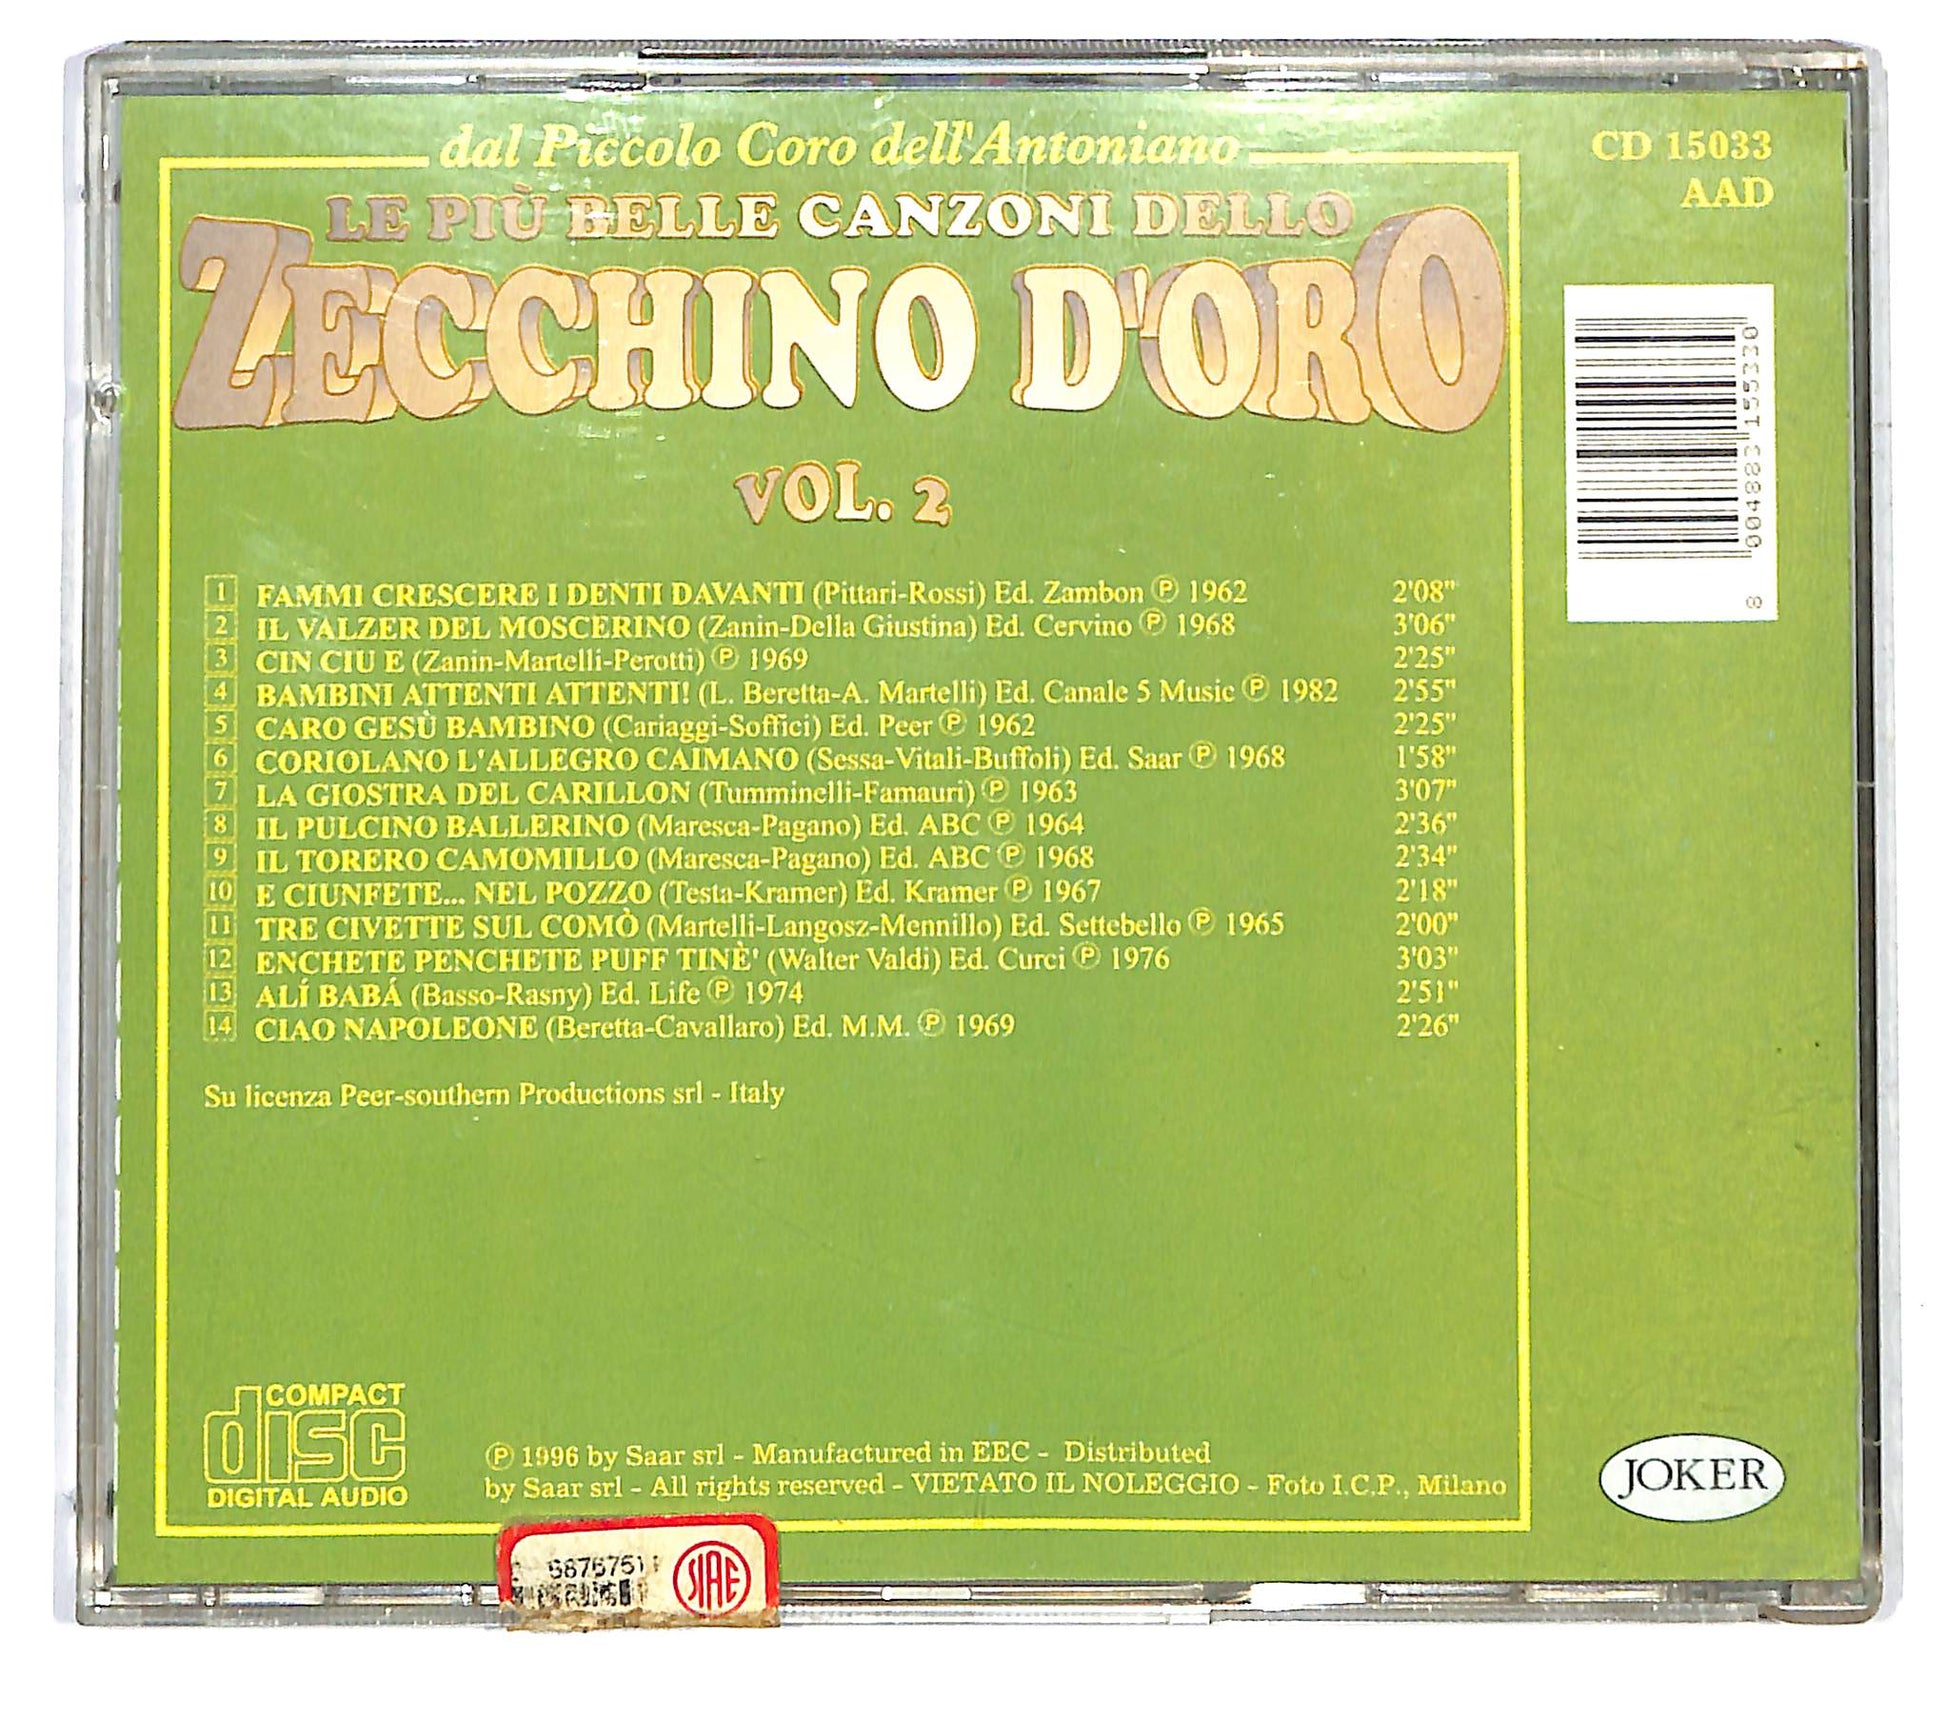 dal Piccolo Coro dell'Antoniano
LE PIÙ BELLE CANZONI DELLO
ZECCHINO D'ORO
VOL. 2
CD 15033
AAD
8 004883 155330
1 FAMMI CRESCERE I DENTI DAVANTI (Pittari-Rossi) Ed. Zambon ℗ 1962 2'08"
2 IL VALZER DEL MOSCERINO (Zanin-Della Giustina) Ed. Cervino ℗ 1968 3'06"
3 CIN CIU E (Zanin-Martelli-Perotti) ℗ 1969 2'25"
4 BAMBINI ATTENTI ATTENTI! (L. Beretta-A. Martelli) Ed. Canale 5 Music ℗ 1982 2'55"
5 CARO GESÙ BAMBINO (Cariaggi-Soffici) Ed. Peer ℗ 1962 2'25"
6 CORIOLANO L'ALLEGRO CAIMANO (Sessa-Vitali-Buffoli) Ed. Saar ℗ 1968 1'58"
7 LA GIOSTRA DEL CARILLON (Tumminelli-Famauri) ℗ 1963 3'07"
8 IL PULCINO BALLERINO (Maresca-Pagano) Ed. ABC ℗ 1964 2'36"
9 IL TORERO CAMOMILLO (Maresca-Pagano) Ed. ABC ℗ 1968 2'34"
10 E CIUNFETE... NEL POZZO (Testa-Kramer) Ed. Kramer ℗ 1967 2'18"
11 TRE CIVETTE SUL COMÒ (Martelli-Langosz-Mennillo) Ed. Settebello ℗ 1965 2'00"
12 ENCHETE PENCHETE PUFF TINÈ' (Walter Valdi) Ed. Curci ℗ 1976 3'03"
13 ALÍ BABÁ (Basso-Rasny) Ed. Life ℗ 1974 2'51"
14 CIAO NAPOLEONE (Beretta-Cavallaro) Ed. M.M. ℗ 1969 2'26"
Su licenza Peer-southern Productions srl - Italy
COMPACT
disc
DIGITAL AUDIO
℗ 1996 by Saar srl - Manufactured in EEC - Distributed
by Saar srl - All rights reserved - VIETATO IL NOLEGGIO - Foto I.C.P., Milano
JOKER
SIAE